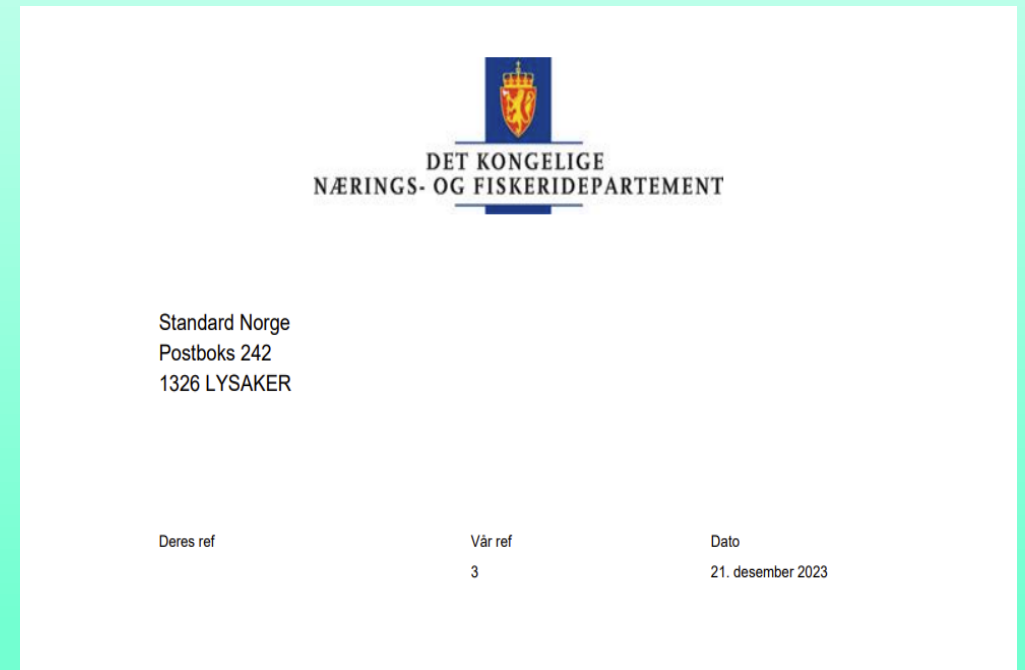 DET KONGELIGE
NÆRINGS- OG FISKERIDEPARTEMENT
Standard Norge
Postboks 242
1326 LYSAKER
Deres ref
Vår ref
Dato
3
21. desember 2023